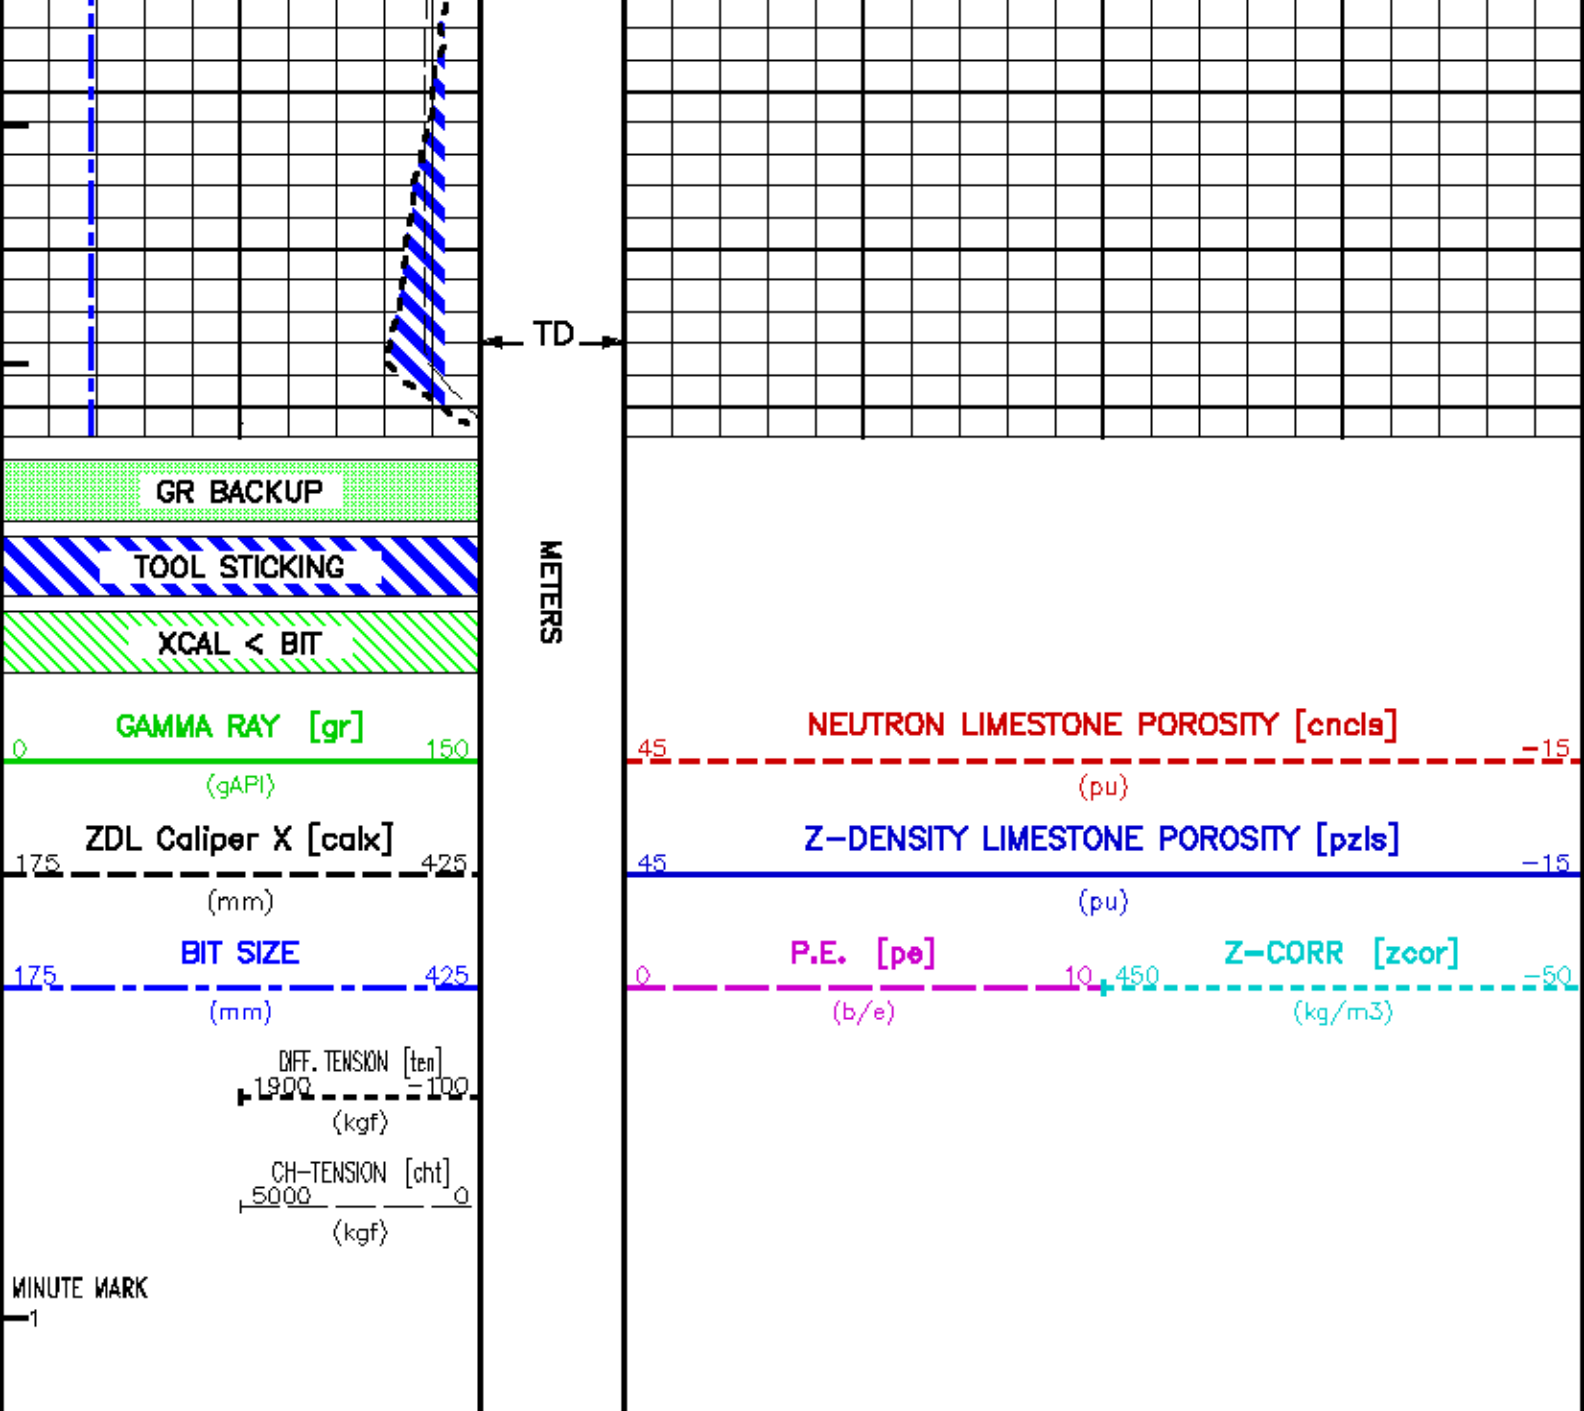 TD
GR BACKUP
TOOL STICKING
XCAL < BIT
METERS
GAMMA RAY [gr]
0 150
(gAPI)
ZDL Caliper X [calx]
175 425
(mm)
BIT SIZE
175 425
(mm)
DIFF. TENSION [ten]
1900 -100
(kgf)
CH-TENSION [cht]
5000 0
(kgf)
MINUTE MARK
1
NEUTRON LIMESTONE POROSITY [cncls]
45 -15
(pu)
Z-DENSITY LIMESTONE POROSITY [pzls]
45 -15
(pu)
P.E. [pe]
0 10
(b/e)
Z-CORR [zcor]
450 -50
(kg/m3)